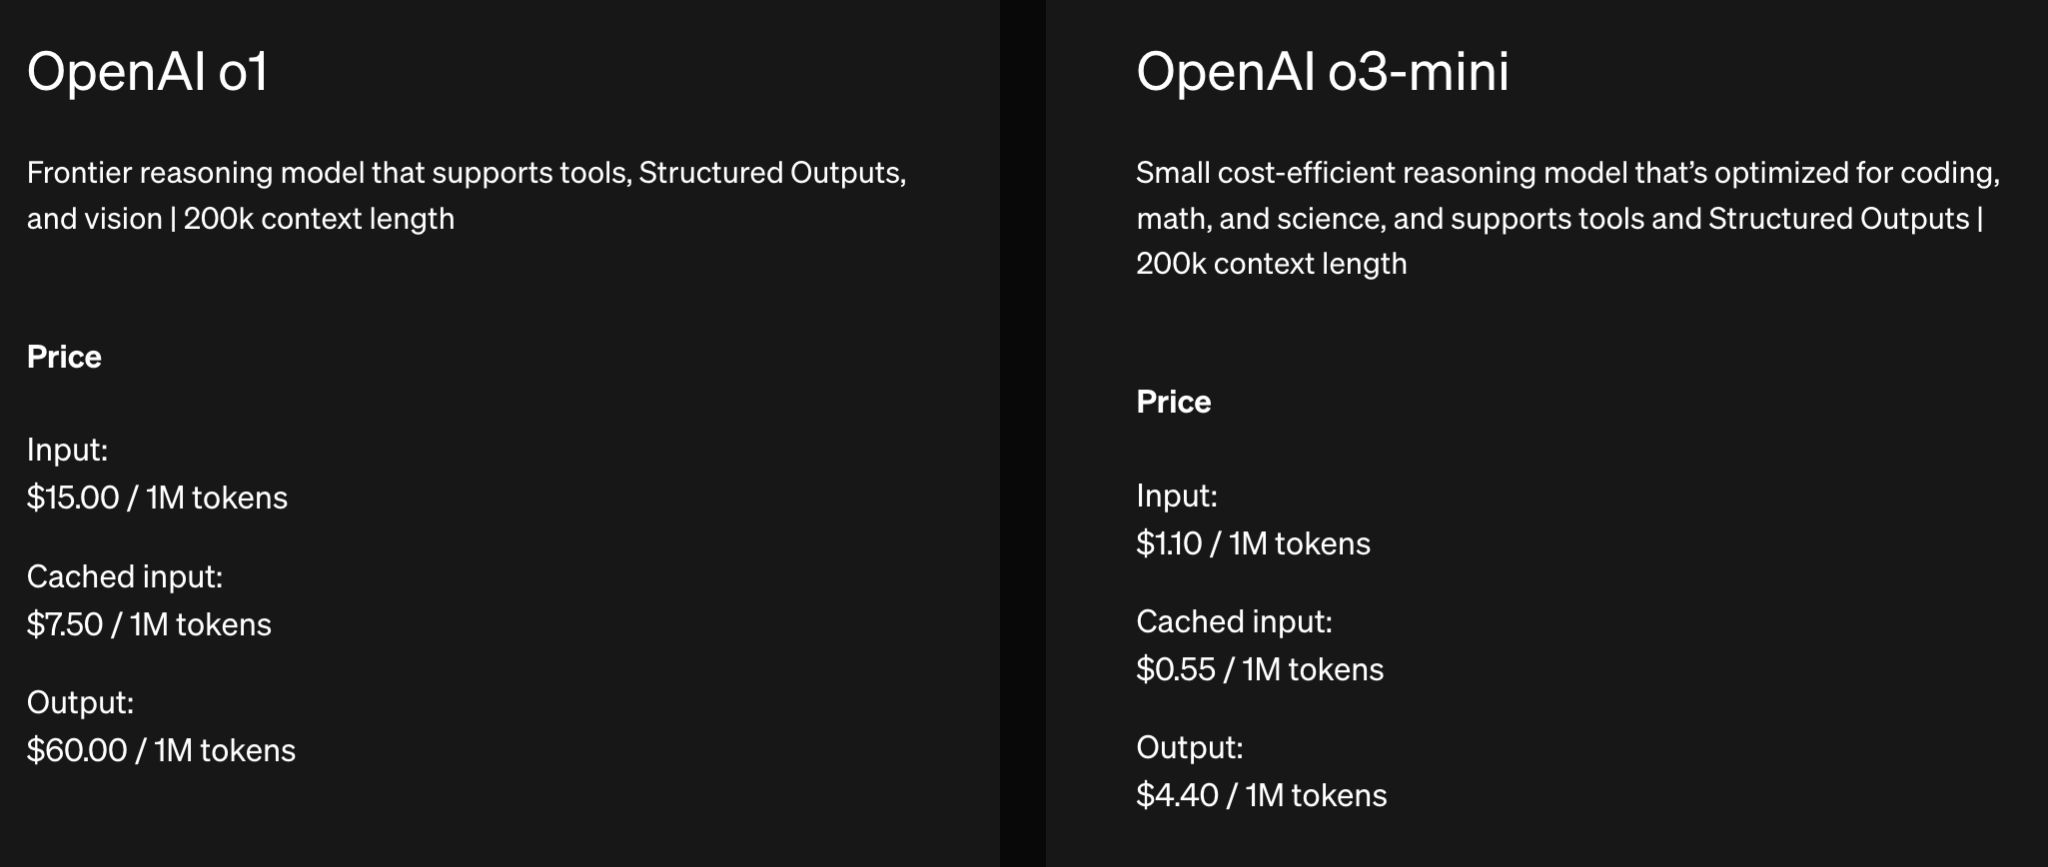 OpenAI o1
Frontier reasoning model that supports tools, Structured Outputs,
and vision | 200k context length
Price
Input:
$15.00 / 1M tokens
Cached input:
$7.50 / 1M tokens
Output:
$60.00 / 1M tokens
OpenAI o3-mini
Small cost-efficient reasoning model that’s optimized for coding,
math, and science, and supports tools and Structured Outputs |
200k context length
Price
Input:
$1.10 / 1M tokens
Cached input:
$0.55 / 1M tokens
Output:
$4.40 / 1M tokens